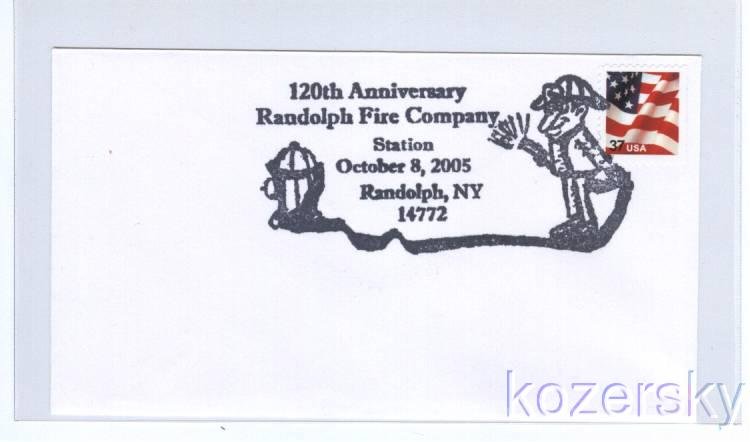 120th Anniversary
Randolph Fire Company
Station
October 8, 2005
Randolph, NY
14772
37 USA
kozersky